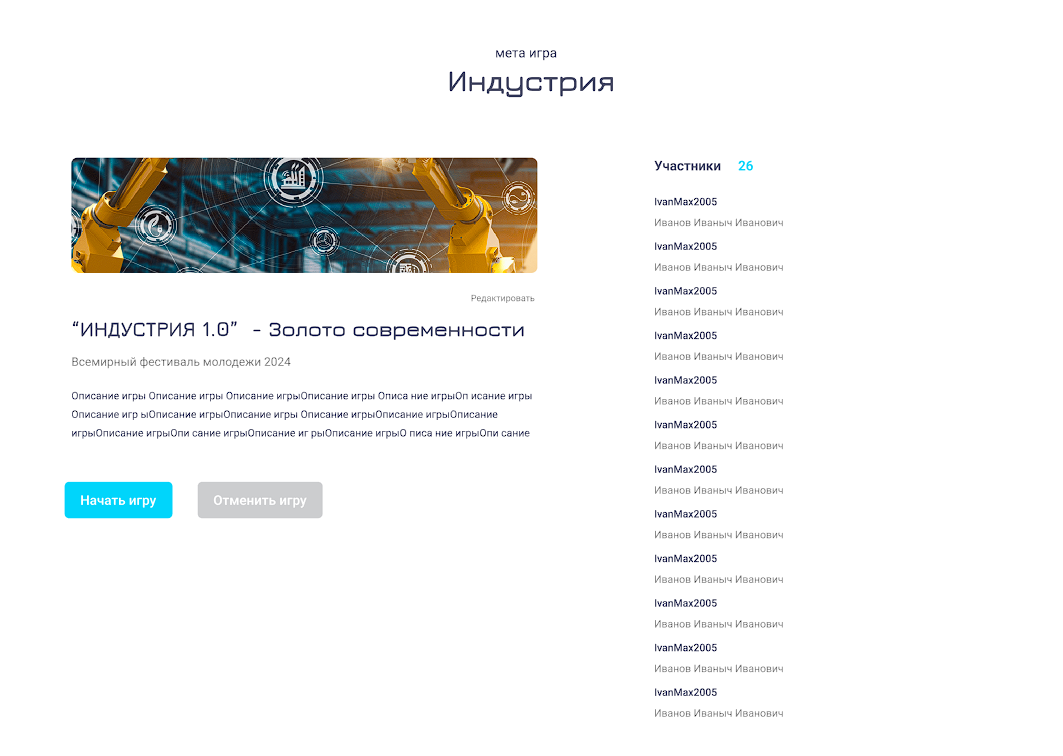 мета игра
Индустрия
Редактировать
“ИНДУСТРИЯ 1.0” - Золото современности
Всемирный фестиваль молодежи 2024
Описание игры Описание игры Описание игрыОписание игры Описа ние игрыОп исание игры
Описание игр ыОписание игрыОписание игры Описание игрыОписание игрыОписание
игрыОписание игрыОпи сание игрыОписание иг рыОписание игрыО писа ние игрыОпи сание
Начать игру
Отменить игру
Участники 26
IvanMax2005
Иванов Иваныч Иванович
IvanMax2005
Иванов Иваныч Иванович
IvanMax2005
Иванов Иваныч Иванович
IvanMax2005
Иванов Иваныч Иванович
IvanMax2005
Иванов Иваныч Иванович
IvanMax2005
Иванов Иваныч Иванович
IvanMax2005
Иванов Иваныч Иванович
IvanMax2005
Иванов Иваныч Иванович
IvanMax2005
Иванов Иваныч Иванович
IvanMax2005
Иванов Иваныч Иванович
IvanMax2005
Иванов Иваныч Иванович
IvanMax2005
Иванов Иваныч Иванович